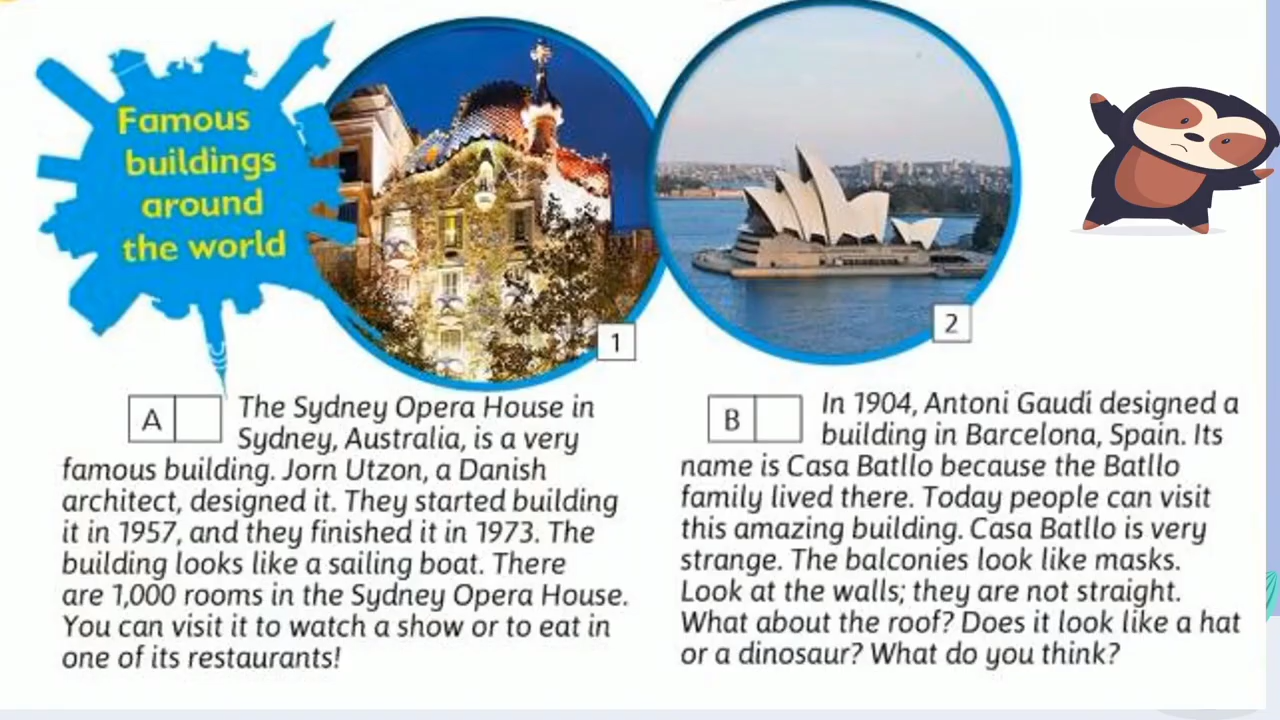 Famous
buildings
around
the world
1
2
A
The Sydney Opera House in
Sydney, Australia, is a very
famous building. Jorn Utzon, a Danish
architect, designed it. They started building
it in 1957, and they finished it in 1973. The
building looks like a sailing boat. There
are 1,000 rooms in the Sydney Opera House.
You can visit it to watch a show or to eat in
one of its restaurants!
B
In 1904, Antoni Gaudí designed a
building in Barcelona, Spain. Its
name is Casa Batllo because the Batllo
family lived there. Today people can visit
this amazing building. Casa Batllo is very
strange. The balconies look like masks.
Look at the walls; they are not straight.
What about the roof? Does it look like a hat
or a dinosaur? What do you think?